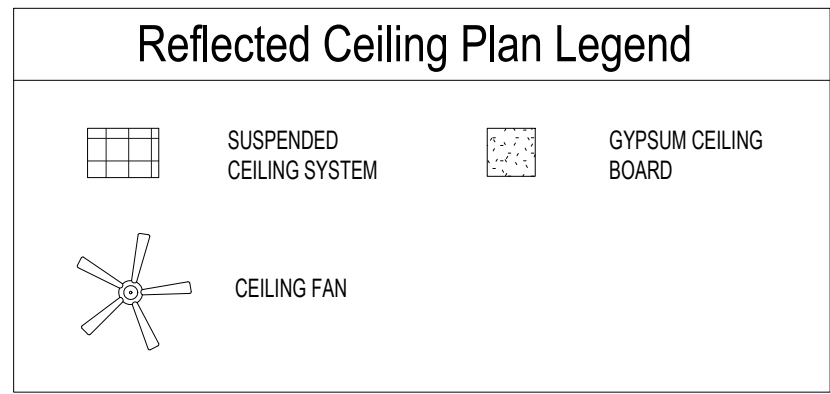 Reflected Ceiling Plan Legend
SUSPENDED
CEILING SYSTEM
GYPSUM CEILING
BOARD
CEILING FAN